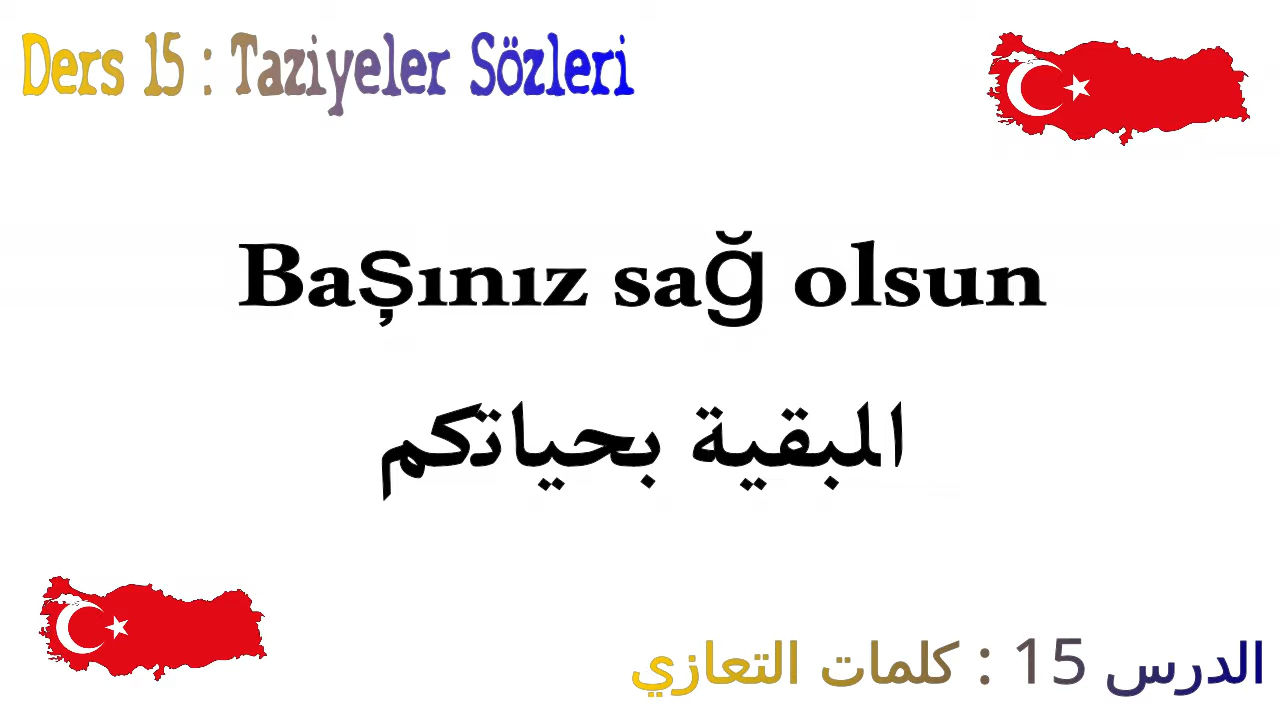 Ders 15 : Taziyeler Sözleri
Başınız sağ olsun
المبقية بحياتكم
الدرس 15 : كلمات التعازي